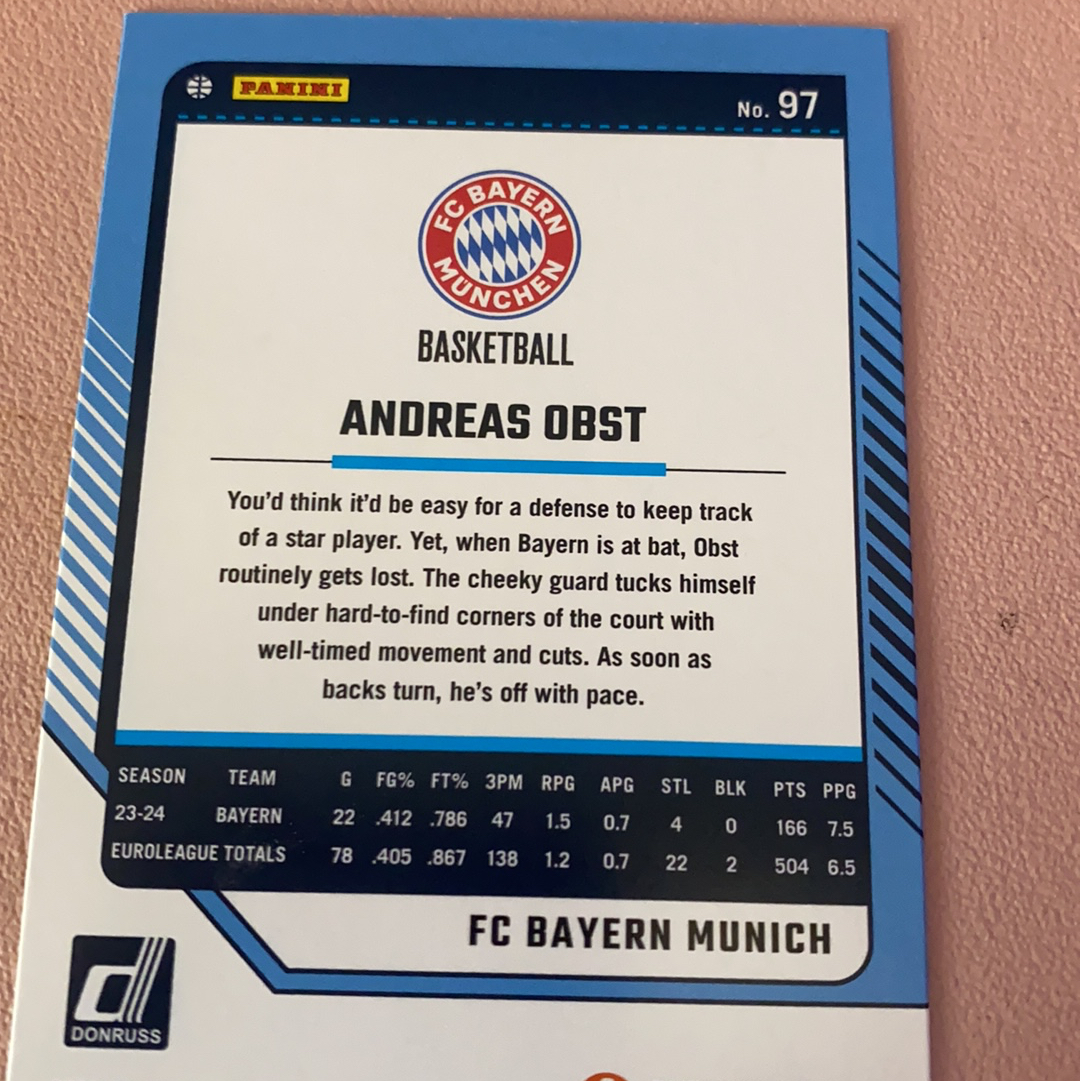 PANINI
No. 97
FC BAYERN
MÜNCHEN
BASKETBALL
ANDREAS OBST
You'd think it'd be easy for a defense to keep track
of a star player. Yet, when Bayern is at bat, Obst
routinely gets lost. The cheeky guard tucks himself
under hard-to-find corners of the court with
well-timed movement and cuts. As soon as
backs turn, he's off with pace.
SEASON TEAM G FG% FT% 3PM RPG APG STL BLK PTS PPG
23-24 BAYERN 22 .412 .786 47 1.5 0.7 4 0 166 7.5
EUROLEAGUE TOTALS 78 .405 .867 138 1.2 0.7 22 2 504 6.5
FC BAYERN MUNICH
d
DONRUSS